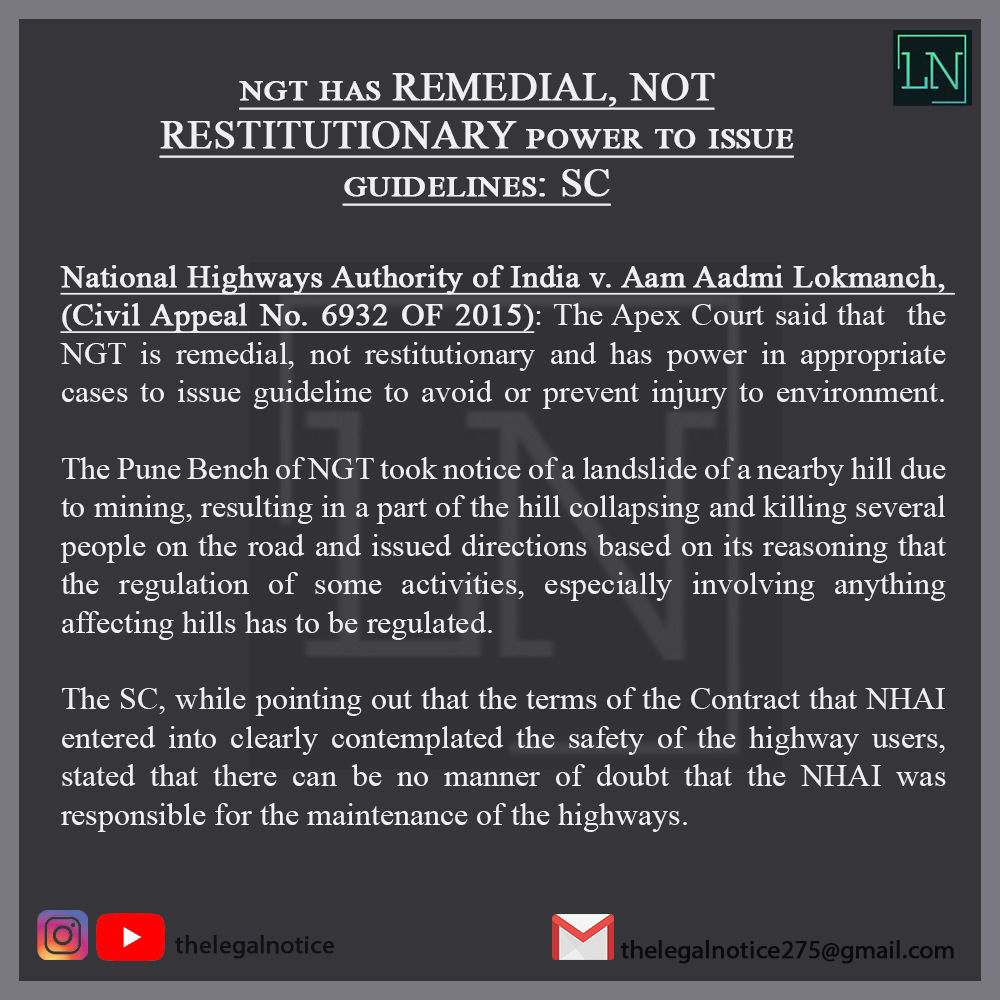 LN
NGT HAS REMEDIAL, NOT
RESTITUTIONARY POWER TO ISSUE
GUIDELINES: SC
National Highways Authority of India v. Aam Aadmi Lokmanch,
(Civil Appeal No. 6932 OF 2015): The Apex Court said that the
NGT is remedial, not restitutionary and has power in appropriate
cases to issue guideline to avoid or prevent injury to environment.
The Pune Bench of NGT took notice of a landslide of a nearby hill due
to mining, resulting in a part of the hill collapsing and killing several
people on the road and issued directions based on its reasoning that
the regulation of some activities, especially involving anything
affecting hills has to be regulated.
The SC, while pointing out that the terms of the Contract that NHAI
entered into clearly contemplated the safety of the highway users,
stated that there can be no manner of doubt that the NHAI was
responsible for the maintenance of the highways.
LN
thelegalnotice
thelegalnotice275@gmail.com